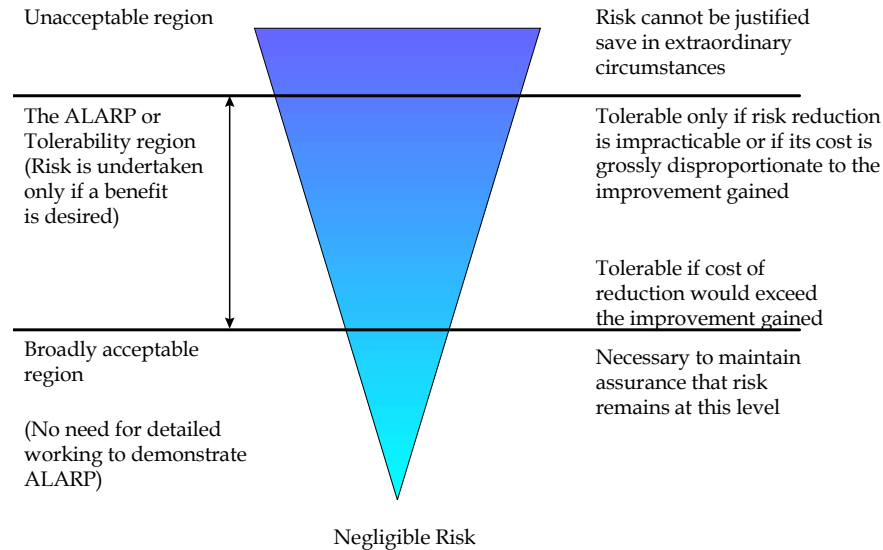 Unacceptable region
Risk cannot be justified
save in extraordinary
circumstances
The ALARP or
Tolerability region
(Risk is undertaken
only if a benefit
is desired)
Tolerable only if risk reduction
is impracticable or if its cost is
grossly disproportionate to the
improvement gained
Tolerable if cost of
reduction would exceed
the improvement gained
Broadly acceptable
region
(No need for detailed
working to demonstrate
ALARP)
Necessary to maintain
assurance that risk
remains at this level
Negligible Risk